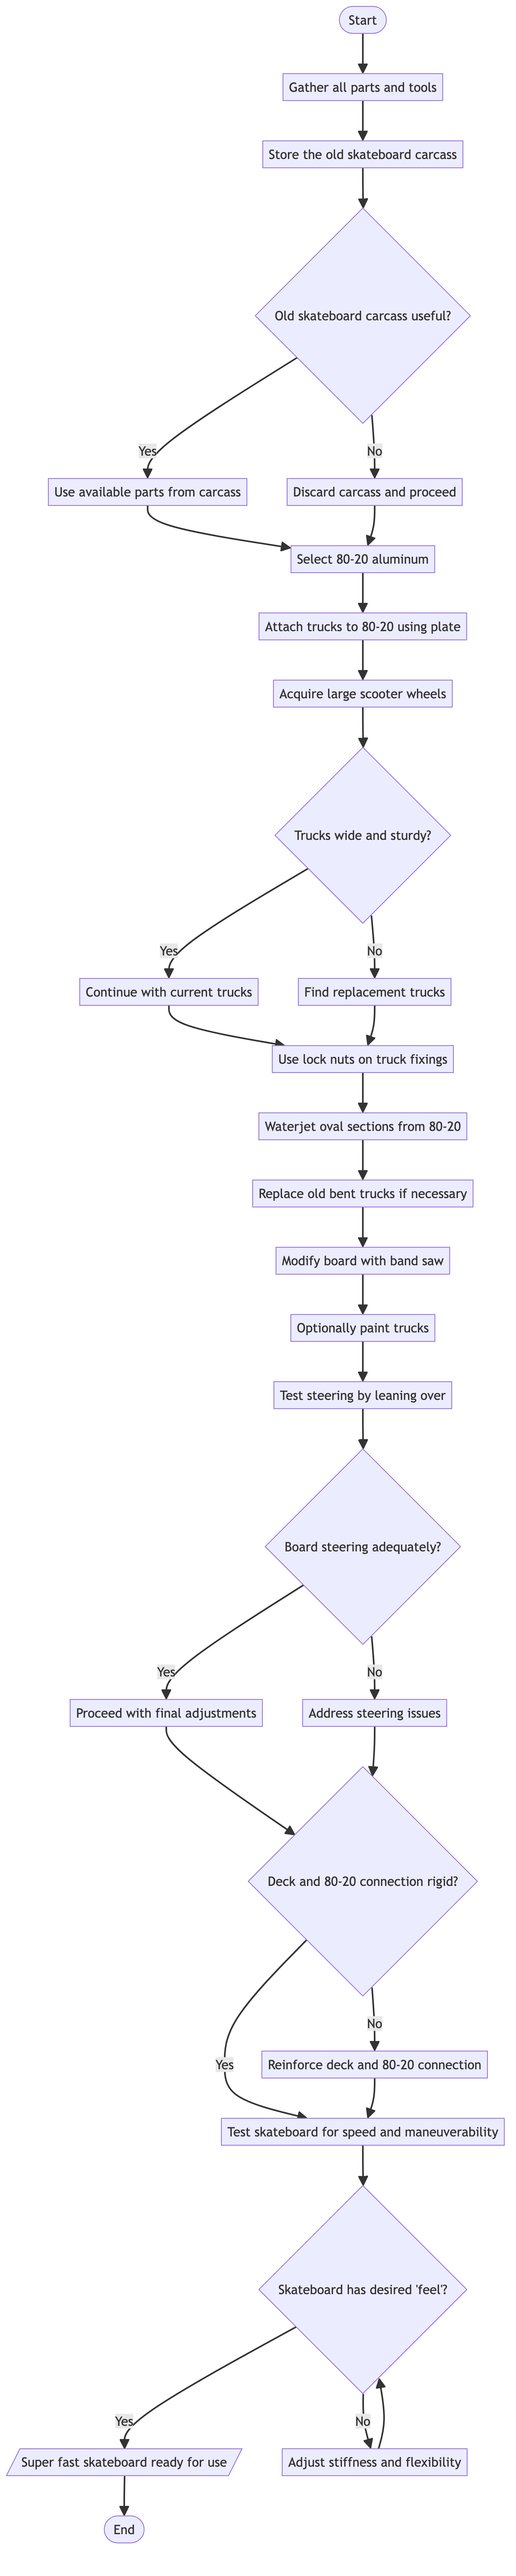 Start
Gather all parts and tools
Store the old skateboard carcass
Old skateboard carcass useful?
Yes
No
Use available parts from carcass
Discard carcass and proceed
Select 80-20 aluminum
Attach trucks to 80-20 using plate
Acquire large scooter wheels
Trucks wide and sturdy?
Yes
No
Continue with current trucks
Find replacement trucks
Use lock nuts on truck fixings
Waterjet oval sections from 80-20
Replace old bent trucks if necessary
Modify board with band saw
Optionally paint trucks
Test steering by leaning over
Board steering adequately?
Yes
No
Proceed with final adjustments
Address steering issues
Deck and 80-20 connection rigid?
No
Yes
Reinforce deck and 80-20 connection
Test skateboard for speed and maneuverability
Skateboard has desired 'feel'?
Yes
No
Super fast skateboard ready for use
Adjust stiffness and flexibility
End